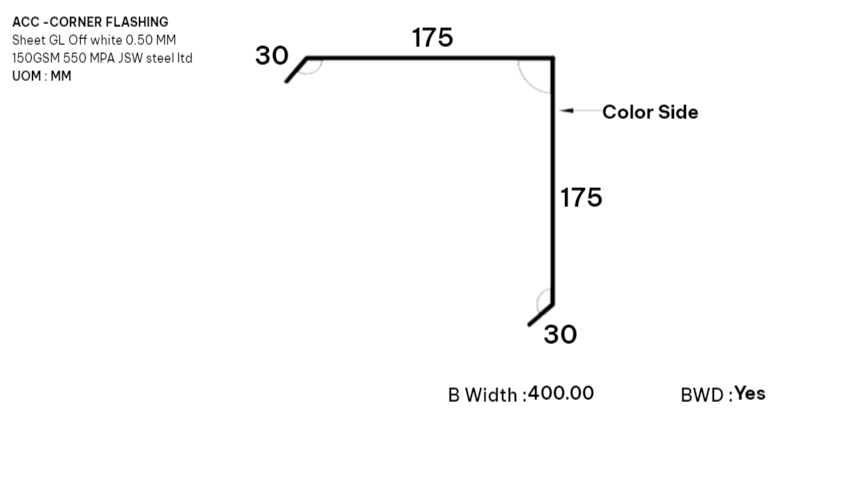 ACC -CORNER FLASHING
Sheet GL Off white 0.50 MM
150GSM 550 MPA JSW steel ltd
UOM : MM
175
30
Color Side
175
30
B Width :400.00
BWD :Yes